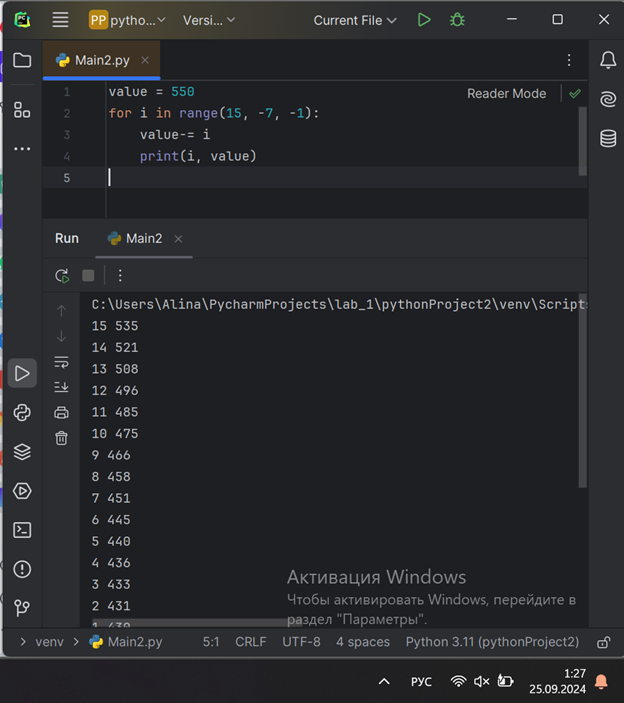 PC PP pytho... Versi... Current File
Main2.py
Reader Mode
1 value = 550
2 for i in range(15, -7, -1):
3 value-= i
4 print(i, value)
5
Run Main2
C:\Users\Alina\PycharmProjects\lab_1\pythonProject2\venv\Script
15 535
14 521
13 508
12 496
11 485
10 475
9 466
8 458
7 451
6 445
5 440
4 436
3 433
2 431
Активация Windows
Чтобы активировать Windows, перейдите в
раздел "Параметры".
venv Main2.py 5:1 CRLF UTF-8 4 spaces Python 3.11 (pythonProject2)
РУС
1:27
25.09.2024